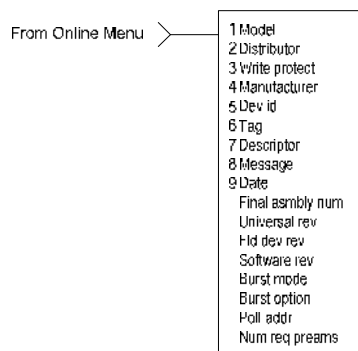 From Online Menu
1 Model
2 Distributor
3 Write protect
4 Manufacturer
5 Dev id
6 Tag
7 Descriptor
8 Message
9 Date
Final asmbly num
Universal rev
Fld dev rev
Software rev
Burst mode
Burst option
Poll addr
Num req preams